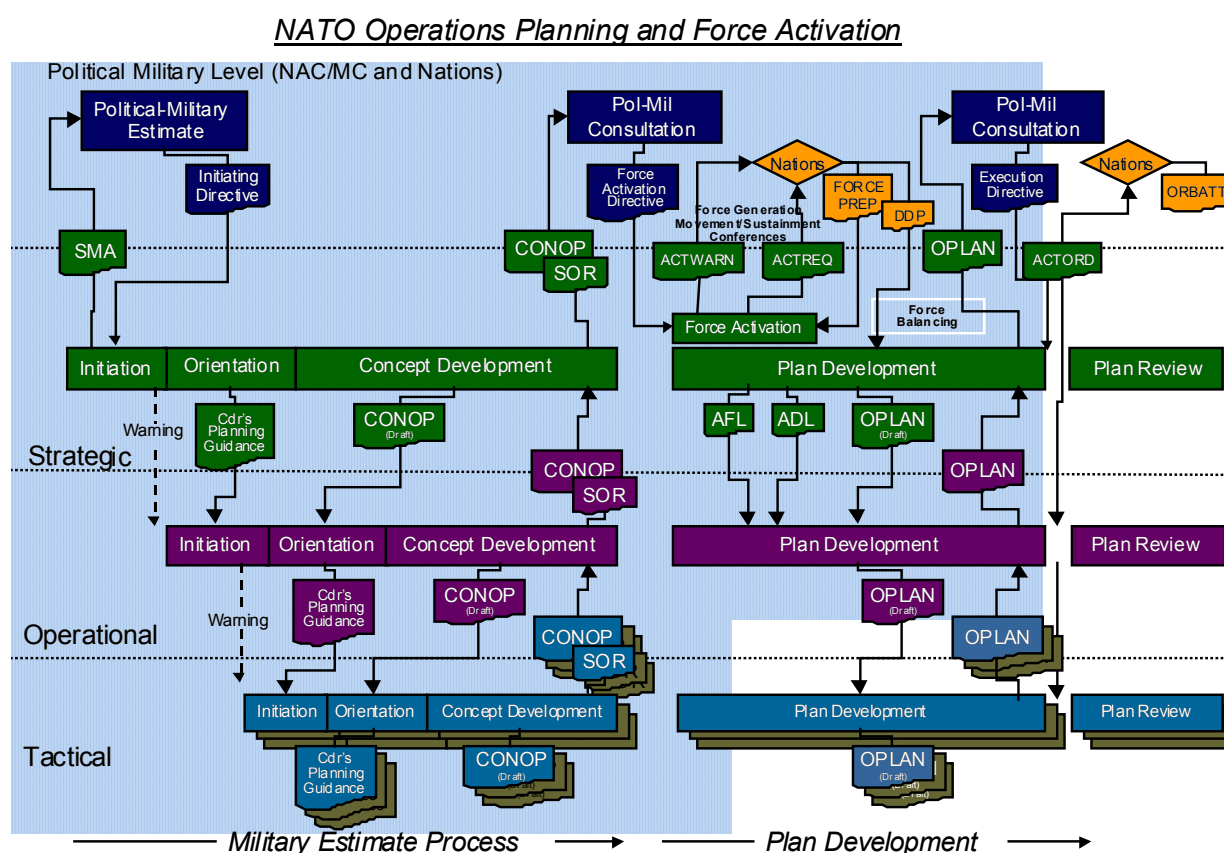 NATO Operations Planning and Force Activation
Political Military Level (NAC/MC and Nations)
Political-Military
Estimate
Initiating
Directive
Pol-Mil
Consultation
Force
Activation
Directive
Nations
FORCE
PREP
DDP
Force Generation
Movement/Sustainment
Conferences
Pol-Mil
Consultation
Execution
Directive
Nations
ORBATT
SMA
CONOP
SOR
ACTWARN
ACTREQ
OPLAN
ACTORD
Force Activation
Force
Balancing
Initiation
Orientation
Concept Development
Plan Development
Plan Review
Warning
Cdr's
Planning
Guidance
CONOP
(Draft)
AFL
ADL
OPLAN
(Draft)
Strategic
CONOP
SOR
OPLAN
Initiation
Orientation
Concept Development
Plan Development
Plan Review
Warning
Cdr's
Planning
Guidance
CONOP
(Draft)
OPLAN
(Draft)
Operational
CONOP
SOR
OPLAN
Initiation
Orientation
Concept Development
Plan Development
Plan Review
Tactical
Cdr's
Planning
Guidance
CONOP
(Draft)
OPLAN
(Draft)
Military Estimate Process
Plan Development